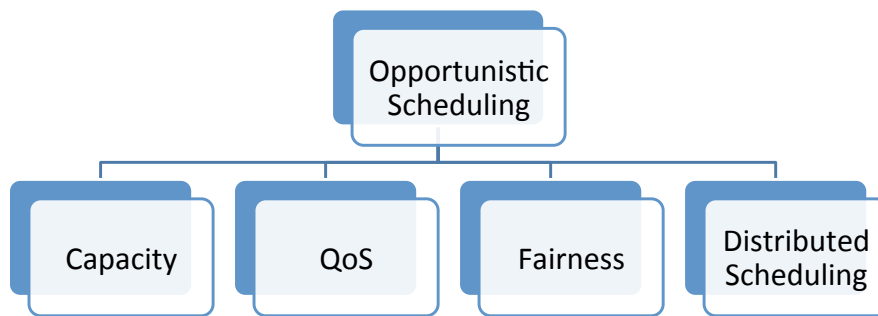 Opportunistic
Scheduling
Capacity
QoS
Fairness
Distributed
Scheduling